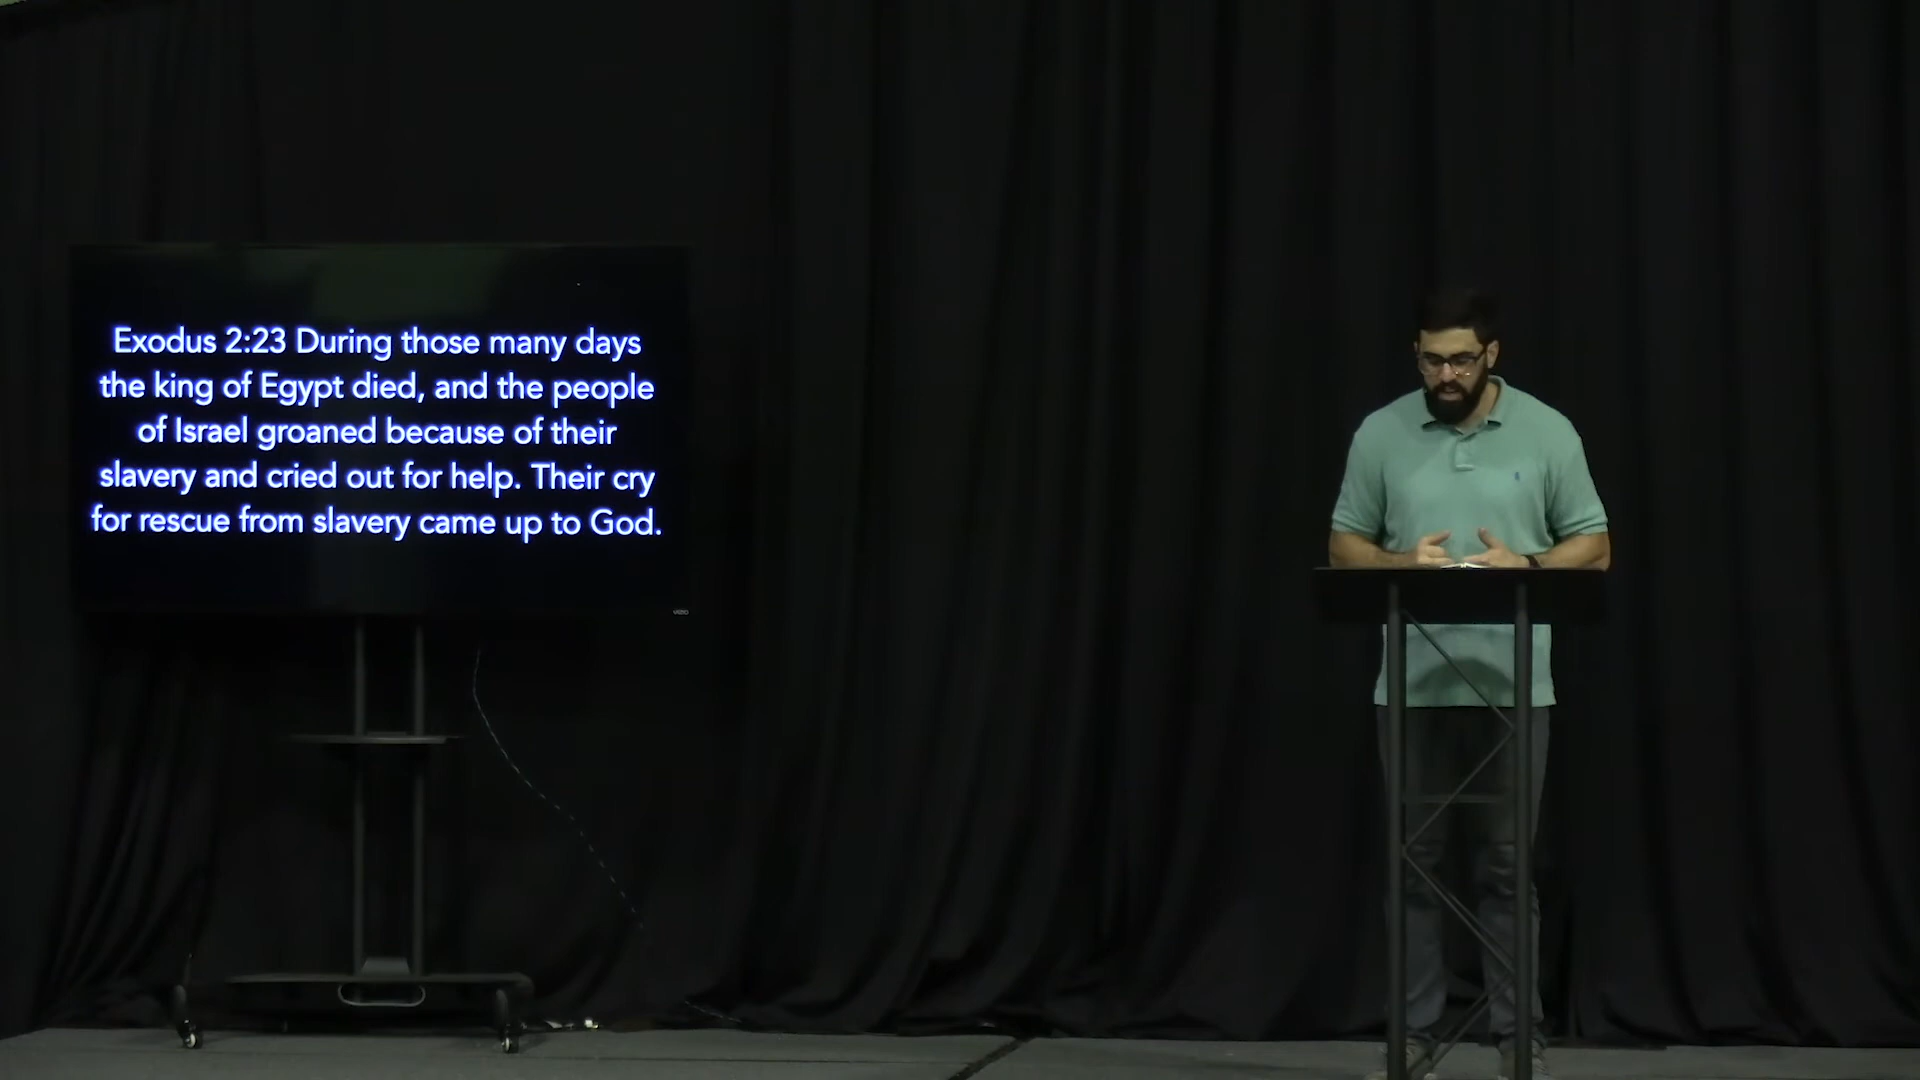 Exodus 2:23 During those many days
the king of Egypt died, and the people
of Israel groaned because of their
slavery and cried out for help. Their cry
for rescue from slavery came up to God.
VIZIO